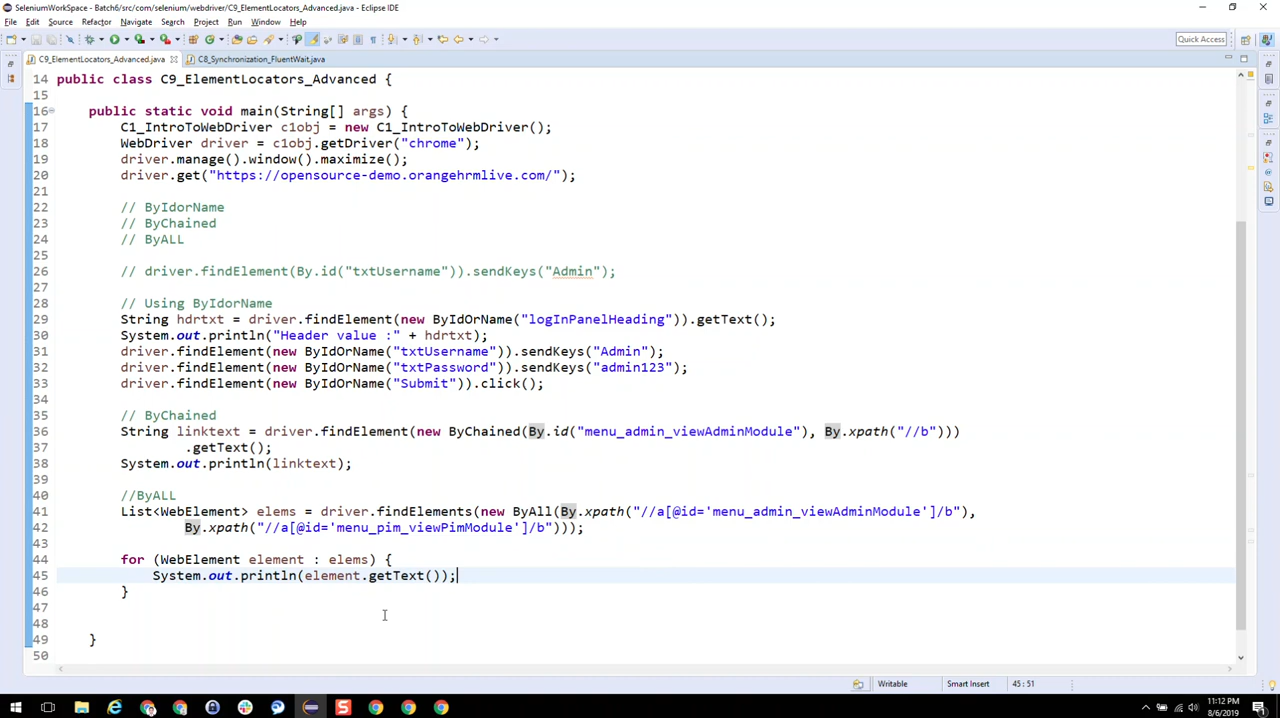 SeleniumWorkSpace - Batch6/src/com/selenium/webdriver/C9_ElementLocators_Advanced.java - Eclipse IDE
File Edit Source Refactor Navigate Search Project Run Window Help
Quick Access
C9_ElementLocators_Advanced.java C8_Synchronization_FluentWait.java
14 public class C9_ElementLocators_Advanced {
15
16 public static void main(String[] args) {
17 C1_IntroToWebDriver c1obj = new C1_IntroToWebDriver();
18 WebDriver driver = c1obj.getDriver("chrome");
19 driver.manage().window().maximize();
20 driver.get("https://opensource-demo.orangehrmlive.com/");
21
22 // ByIdorName
23 // ByChained
24 // ByALL
25
26 // driver.findElement(By.id("txtUsername")).sendKeys("Admin");
27
28 // Using ByIdorName
29 String hdrtxt = driver.findElement(new ByIdOrName("logInPanelHeading")).getText();
30 System.out.println("Header value :" + hdrtxt);
31 driver.findElement(new ByIdOrName("txtUsername")).sendKeys("Admin");
32 driver.findElement(new ByIdOrName("txtPassword")).sendKeys("admin123");
33 driver.findElement(new ByIdOrName("Submit")).click();
34
35 // ByChained
36 String linktext = driver.findElement(new ByChained(By.id("menu_admin_viewAdminModule"), By.xpath("//b")))
37 .getText();
38 System.out.println(linktext);
39
40 //ByALL
41 List<WebElement> elems = driver.findElements(new ByAll(By.xpath("//a[@id='menu_admin_viewAdminModule']/b"),
42 By.xpath("//a[@id='menu_pim_viewPimModule']/b")));
43
44 for (WebElement element : elems) {
45 System.out.println(element.getText());
46 }
47
48
49 }
50
Writable Smart Insert 45 : 51
11:12 PM
8/6/2019